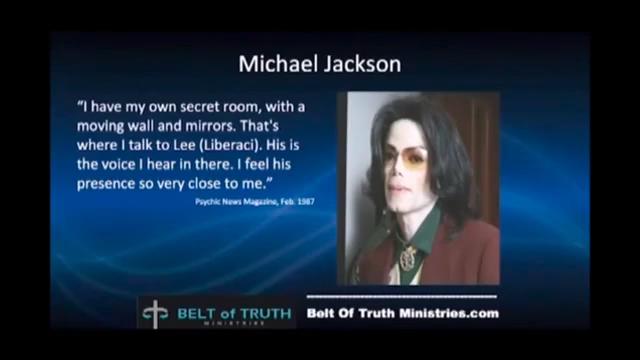 Michael Jackson
“I have my own secret room, with a
moving wall and mirrors. That's
where I talk to Lee (Liberaci). His is
the voice I hear in there. I feel his
presence so very close to me.”
Psychic News Magazine, Feb. 1987
BELT of TRUTH
MINISTRIES
Belt Of Truth Ministries.com